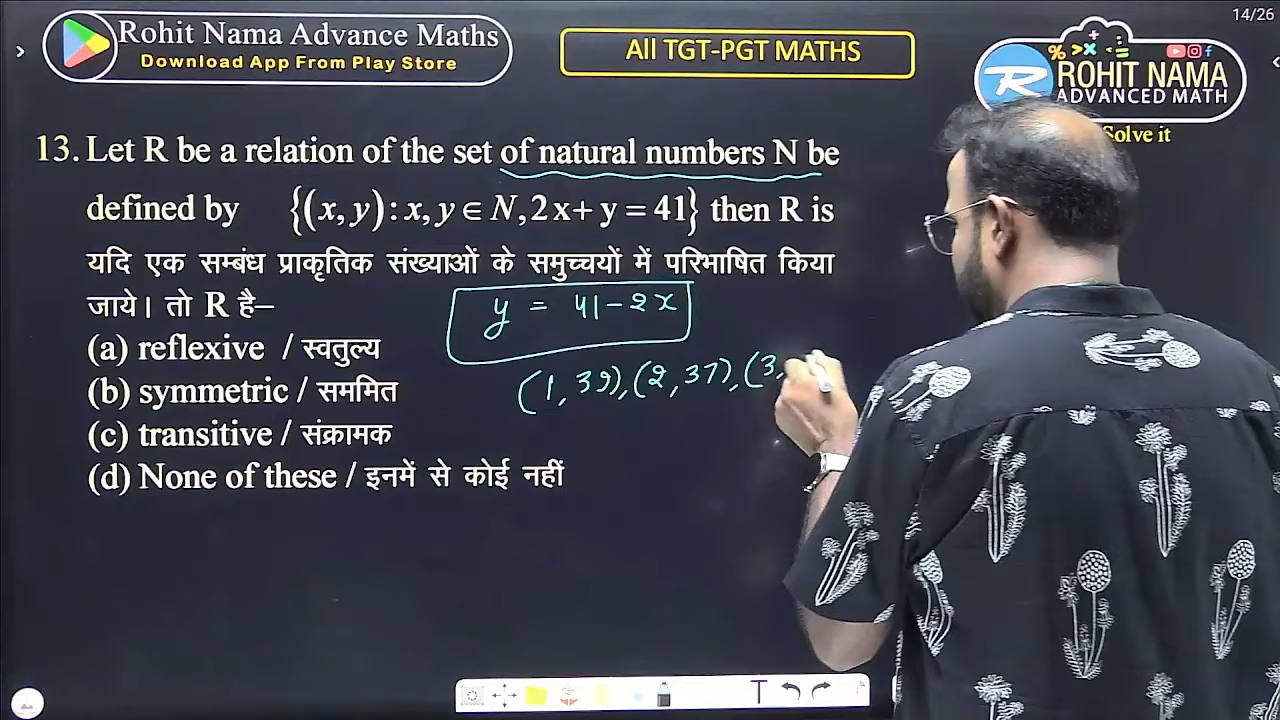 14/26
Rohit Nama Advance Maths
Download App From Play Store
All TGT-PGT MATHS
ROHIT NAMA
ADVANCED MATH
Solve it
13. Let R be a relation of the set of natural numbers N be
defined by {(x, y) : x, y ∈ N, 2x + y = 41} then R is
यदि एक सम्बंध प्राकृतिक संख्याओं के समुच्चयों में परिभाषित किया
जाये। तो R है–
y = 41 - 2x
(a) reflexive / स्वतुल्य
(1, 39), (2, 37), (3,
(b) symmetric / सममित
(c) transitive / संक्रामक
(d) None of these / इनमें से कोई नहीं
T